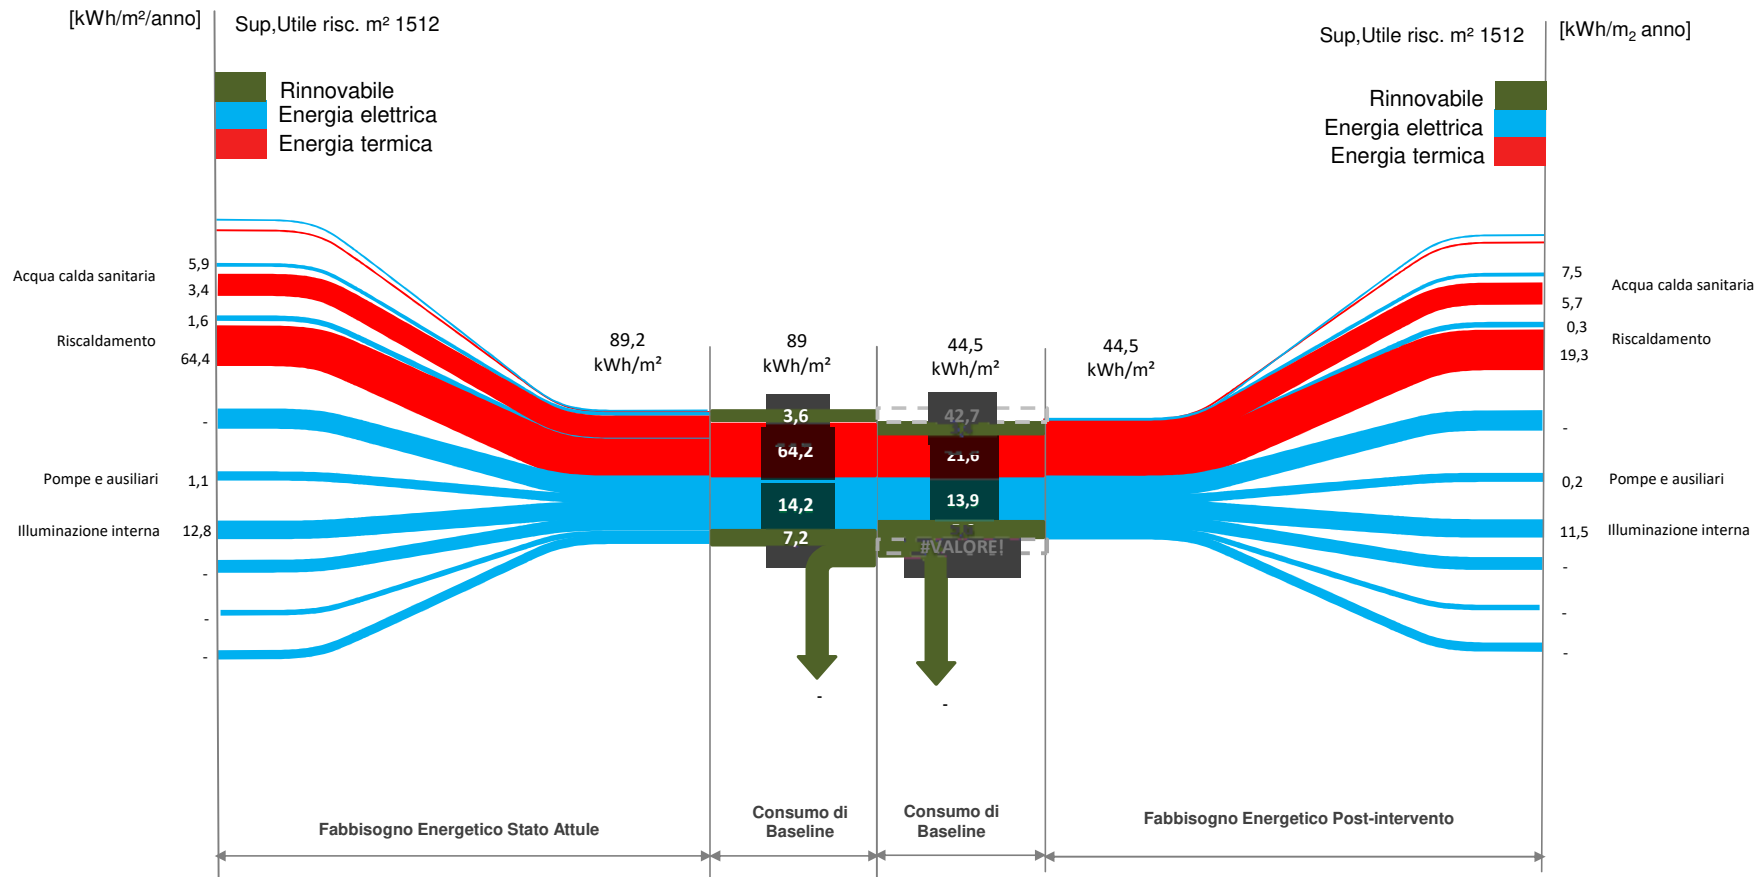 [kWh/m²/anno]
Sup,Utile risc. m² 1512
Sup,Utile risc. m² 1512
[kWh/m₂ anno]
Rinnovabile
Energia elettrica
Energia termica
Rinnovabile
Energia elettrica
Energia termica
Acqua calda sanitaria
5,9
3,4
Riscaldamento
1,6
64,4
-
Pompe e ausiliari
1,1
Illuminazione interna
12,8
-
-
-
89,2
kWh/m²
89
kWh/m²
44,5
kWh/m²
44,5
kWh/m²
3,6
64,2
14,2
7,2
-
42,7
21,6
13,9
#VALORE!
-
7,5
5,7
Acqua calda sanitaria
0,3
19,3
Riscaldamento
-
0,2
Pompe e ausiliari
11,5
Illuminazione interna
-
-
-
Fabbisogno Energetico Stato Attule
Consumo di
Baseline
Consumo di
Baseline
Fabbisogno Energetico Post-intervento